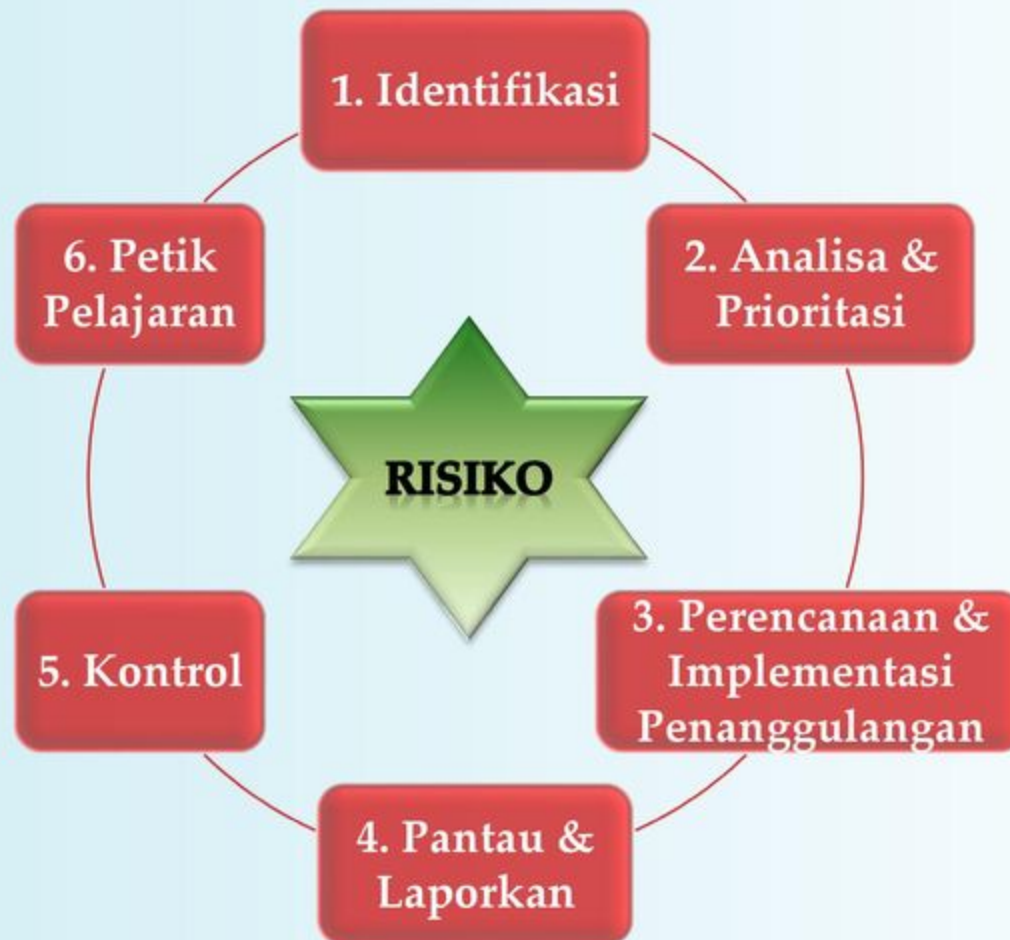 1. Identifikasi
2. Analisa &
Prioritasi
3. Perencanaan &
Implementasi
Penanggulangan
4. Pantau &
Laporkan
5. Kontrol
6. Petik
Pelajaran
RISIKO